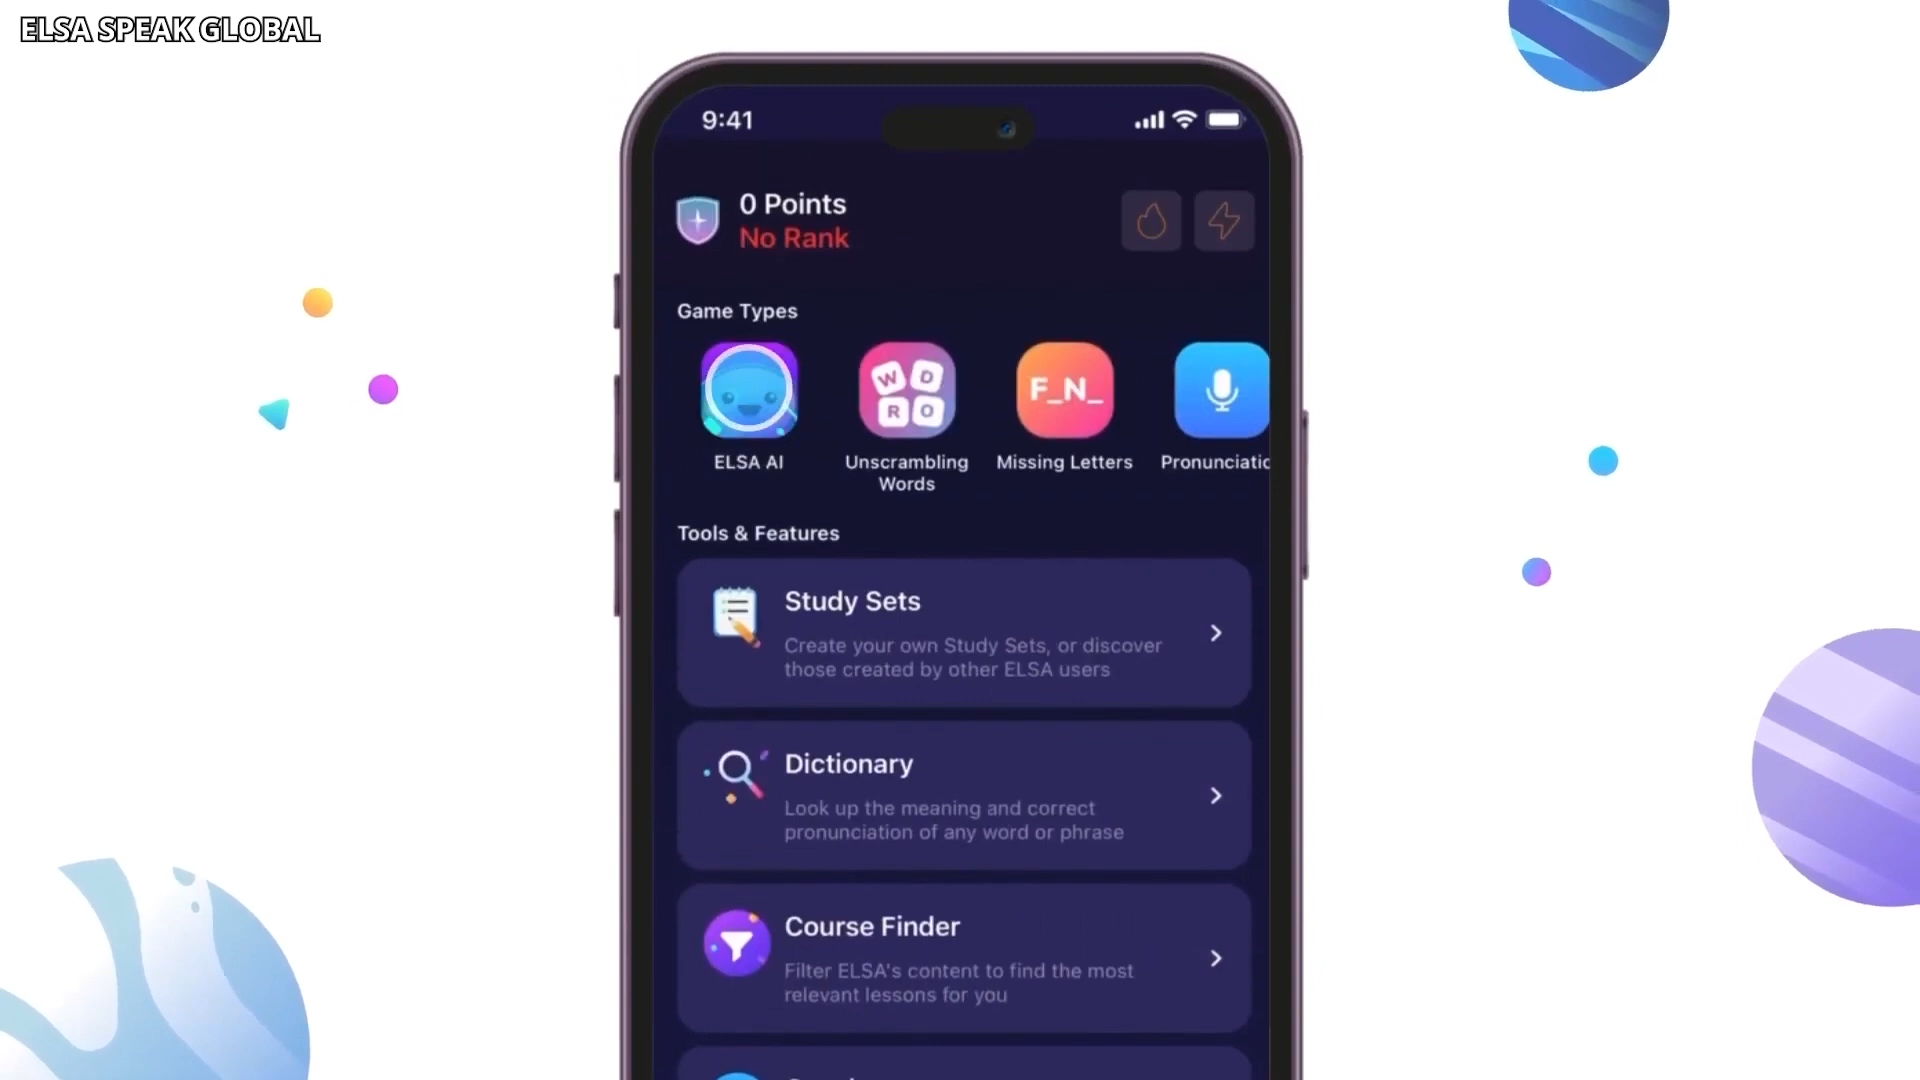 ELSA SPEAK GLOBAL
9:41
0 Points
No Rank
Game Types
W D
R O
F_N_
ELSA AI
Unscrambling
Words
Missing Letters
Pronunciatio
Tools & Features
Study Sets
Create your own Study Sets, or discover
those created by other ELSA users
Dictionary
Look up the meaning and correct
pronunciation of any word or phrase
Course Finder
Filter ELSA's content to find the most
relevant lessons for you